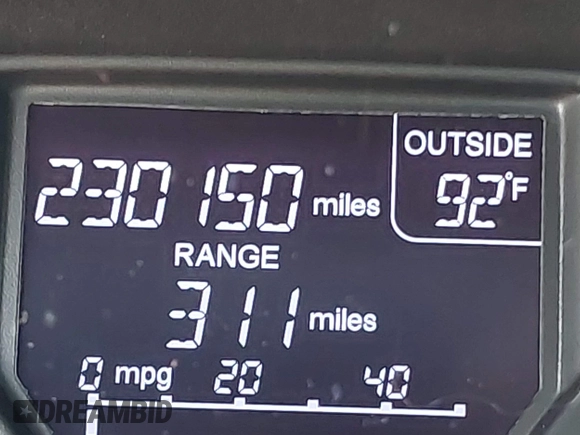 OUTSIDE
230150 miles 92°F
RANGE
311 miles
0 mpg 20 40
DREAMBID